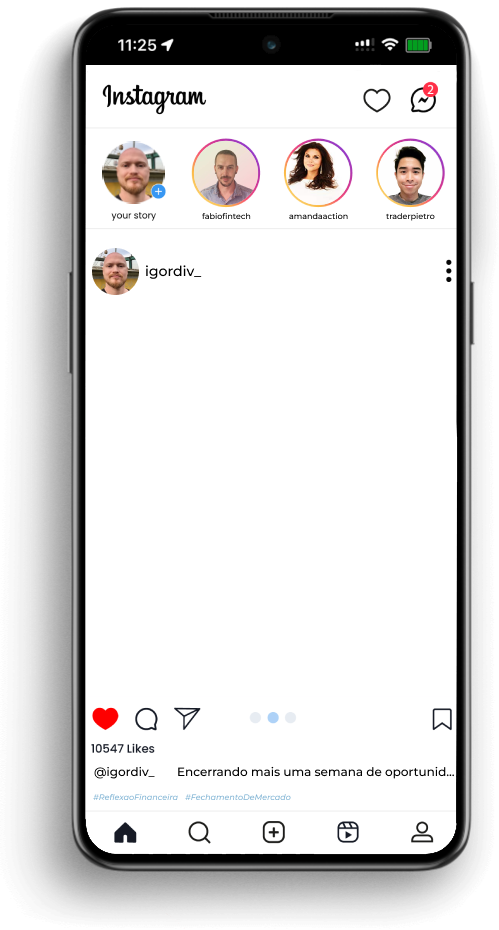 11:25
Instagram
2
your story
fabiofintech
amandaaction
traderpietro
igordiv_
10547 Likes
@igordiv_ Encerrando mais uma semana de oportunid...
#ReflexaoFinanceira #FechamentoDeMercado